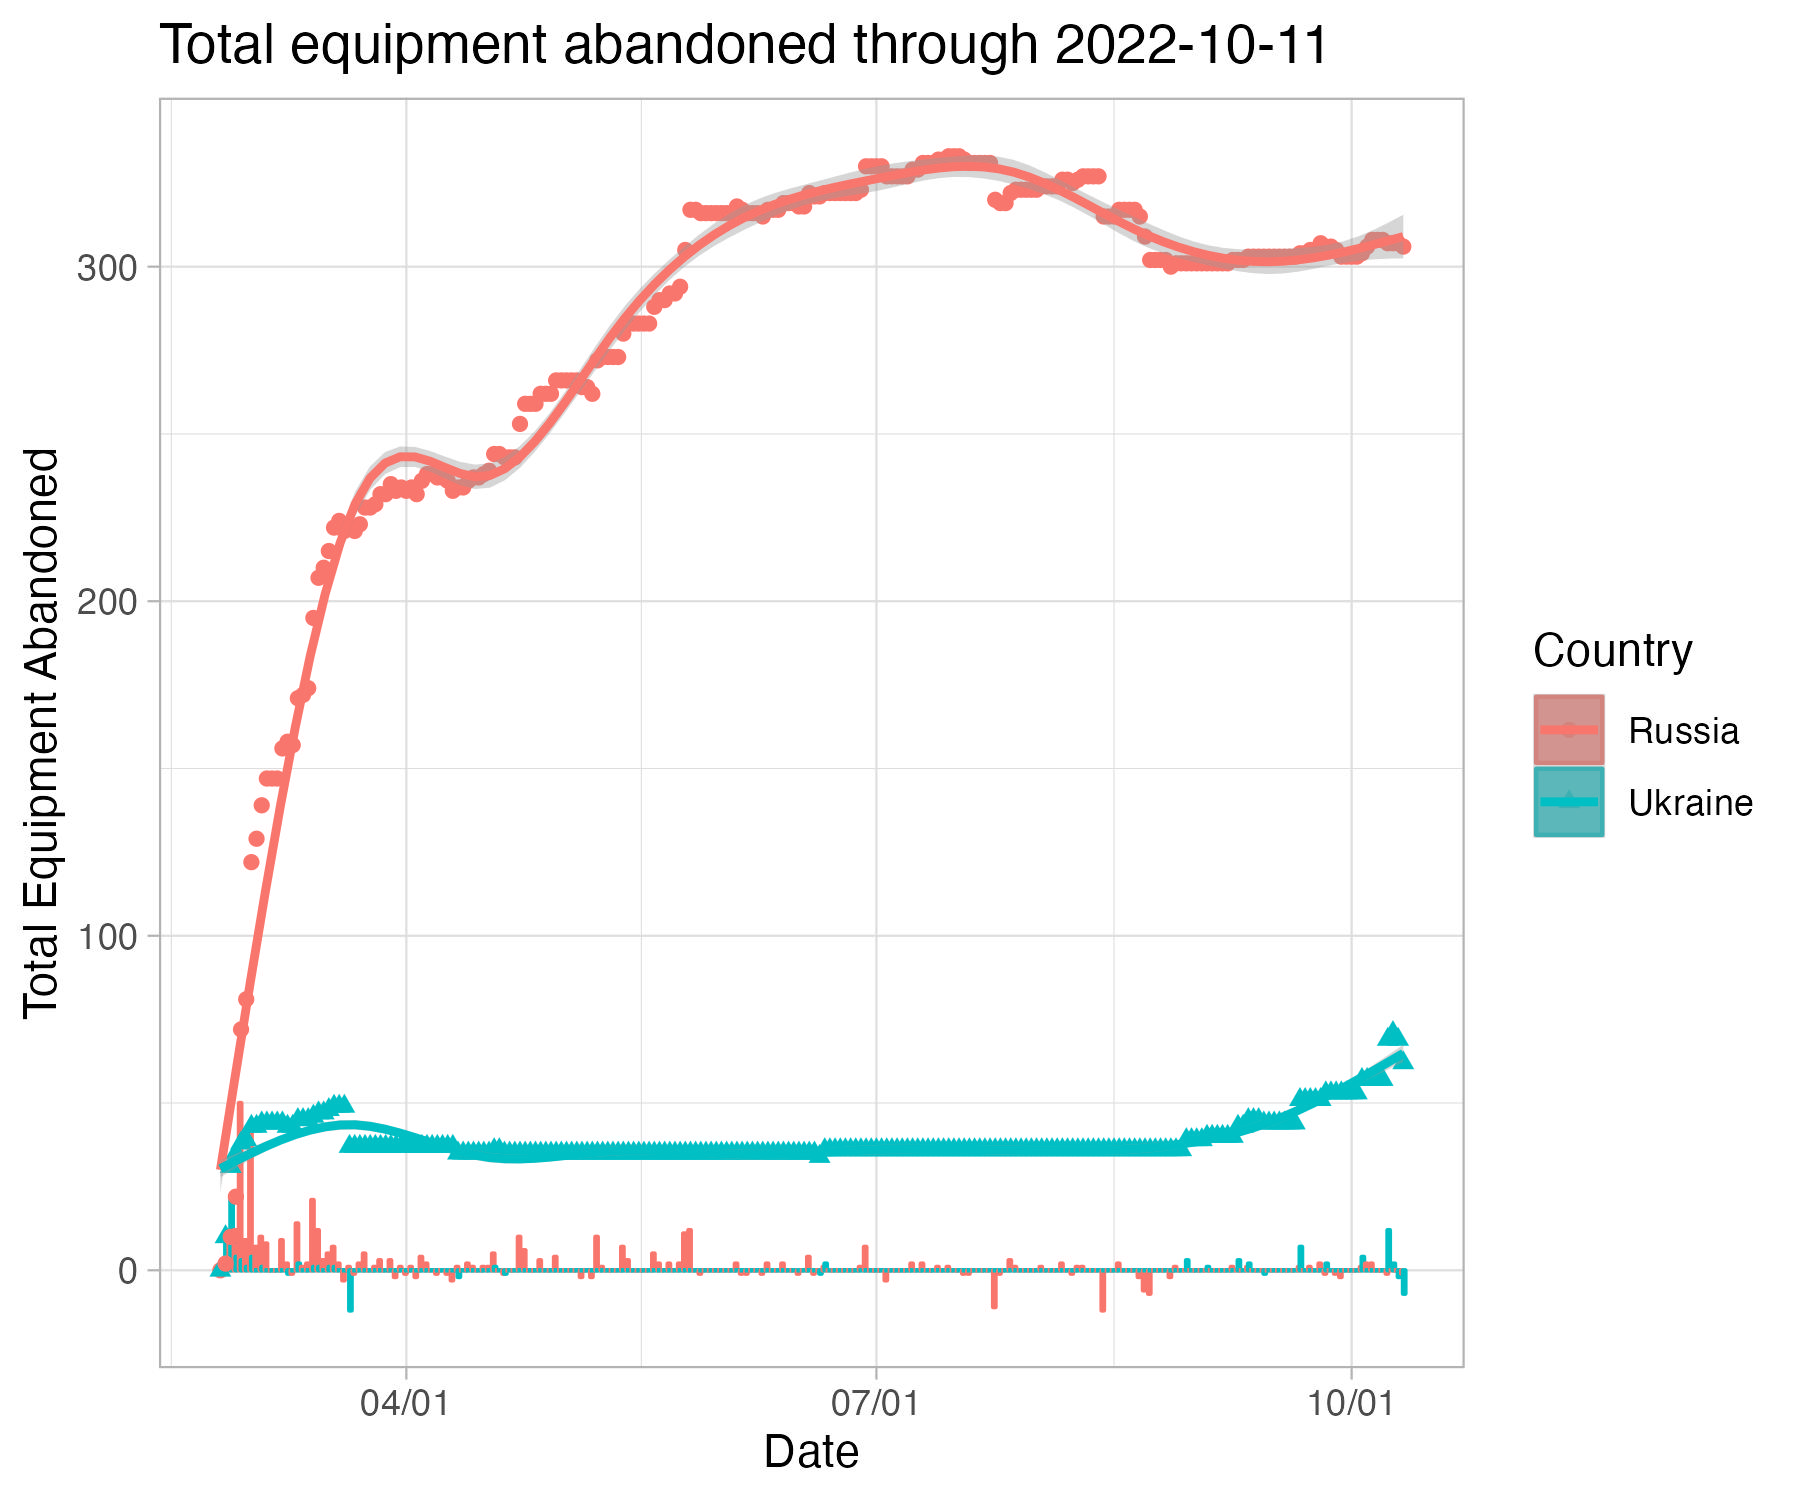 Total equipment abandoned through 2022-10-11
Total Equipment Abandoned
300
200
100
0
04/01
07/01
10/01
Date
Country
Russia
Ukraine